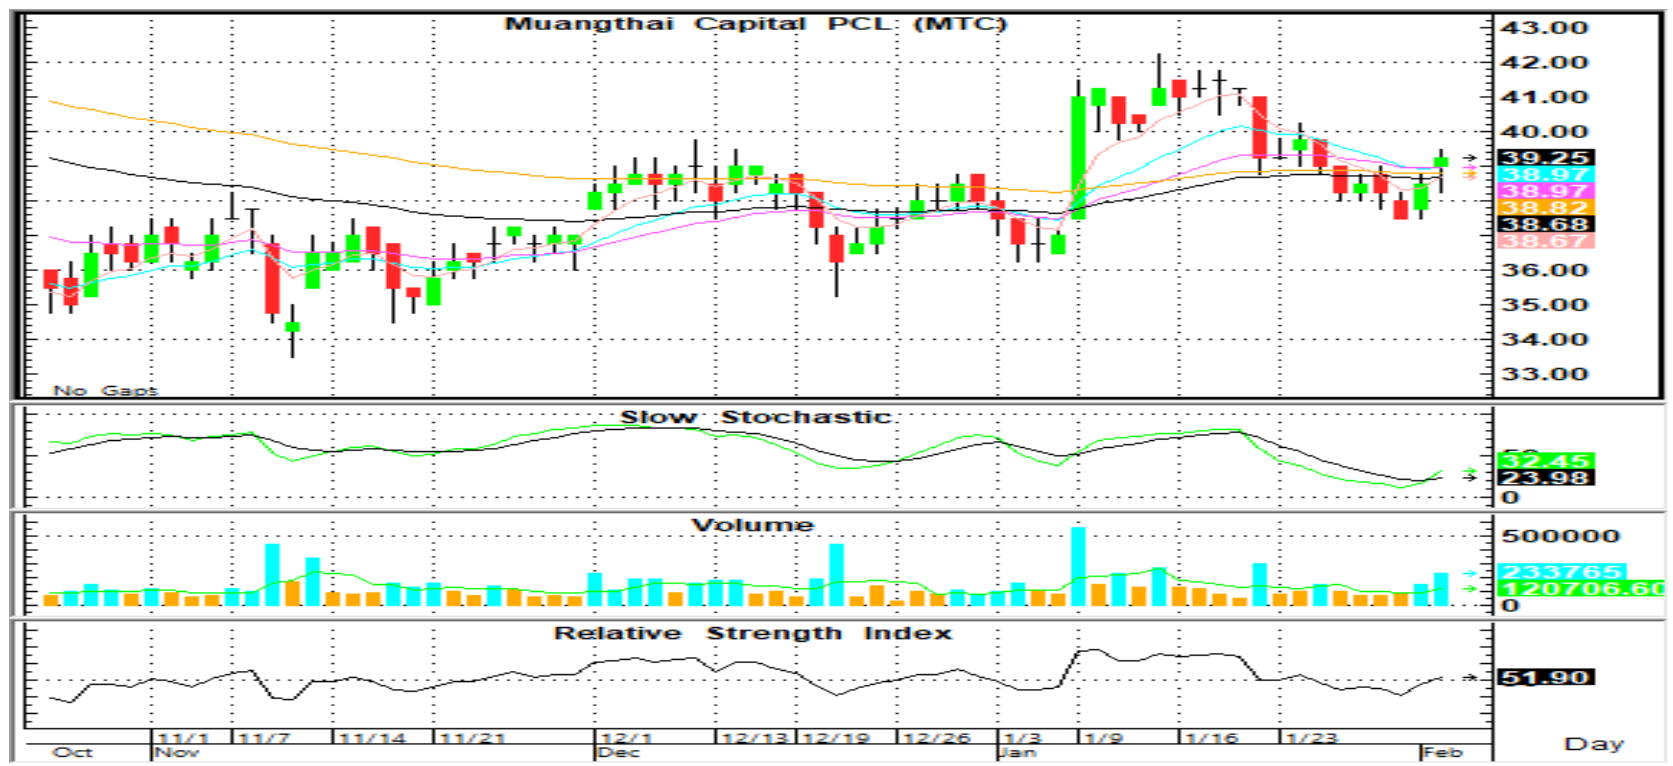 Muangthai Capital PCL (MTC)
43.00
42.00
41.00
40.00
39.25
38.97
38.97
38.82
38.68
38.67
36.00
35.00
34.00
33.00
No Gaps
Slow Stochastic
32.45
23.98
0
Volume
500000
233765
120706.60
0
Relative Strength Index
51.90
11/1 11/7 11/14 11/21 12/1 12/13 12/19 12/26 1/3 1/9 1/16 1/23
Oct Nov Dec Jan Feb
Day